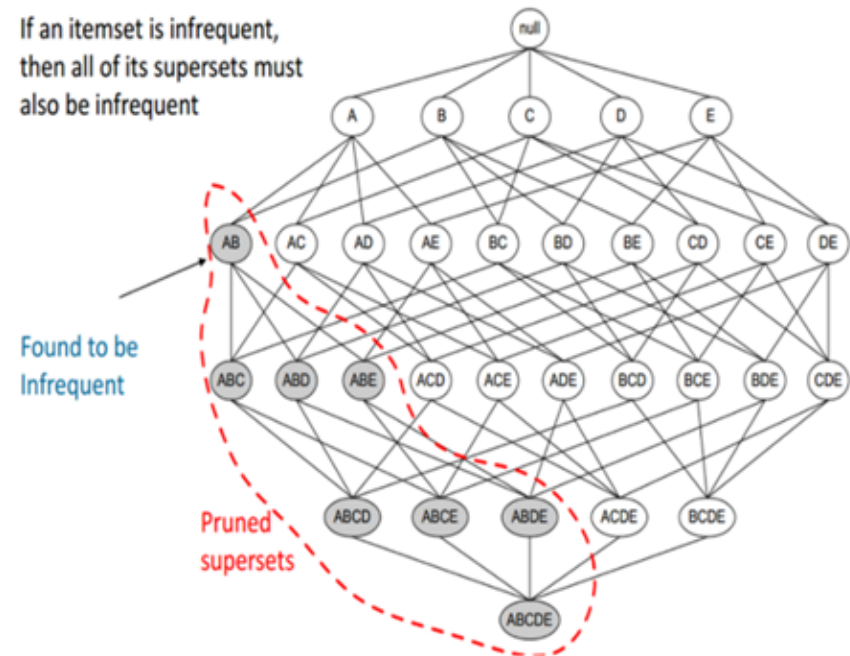 If an itemset is infrequent,
then all of its supersets must
also be infrequent
null
A B C D E
AB AC AD AE BC BD BE CD CE DE
Found to be
Infrequent
ABC ABD ABE ACD ACE ADE BCD BCE BDE CDE
Pruned
supersets
ABCD ABCE ABDE ACDE BCDE
ABCDE